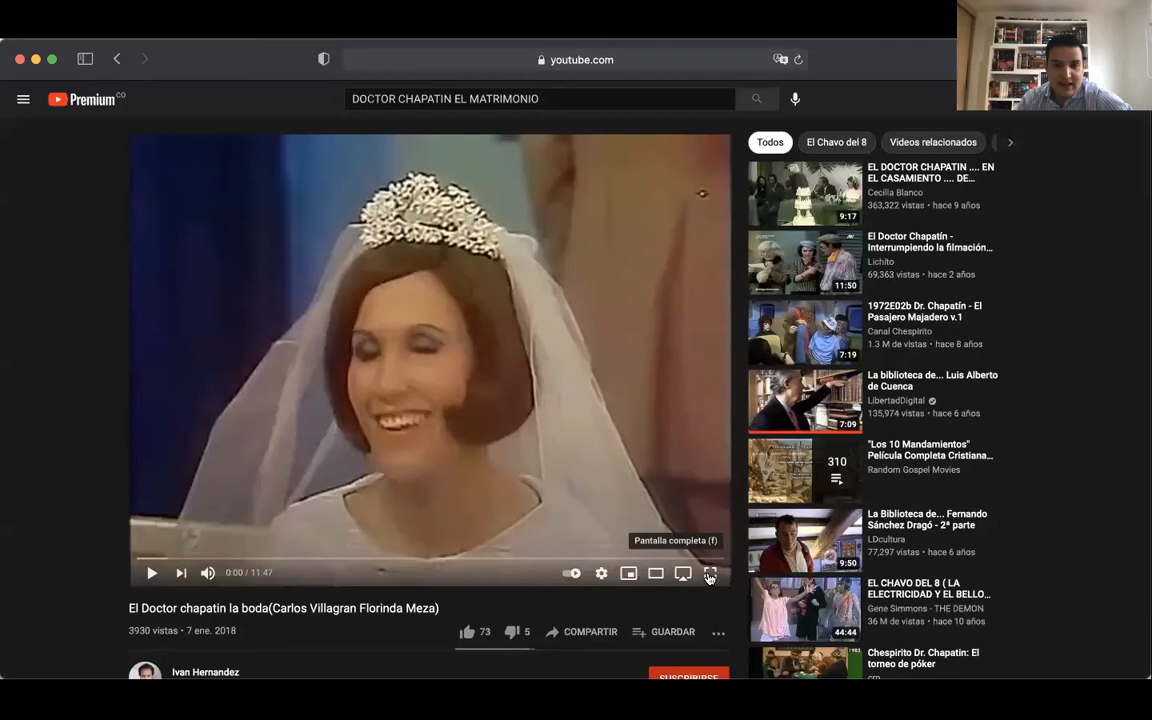 youtube.com
Premium CO
DOCTOR CHAPATIN EL MATRIMONIO
Pantalla completa (f)
0:00 / 11:47
El Doctor chapatin la boda(Carlos Villagran Florinda Meza)
3930 vistas • 7 ene. 2018
73
5
COMPARTIR
GUARDAR
Ivan Hernandez
SUSCRIBIRSE
Todos
El Chavo del 8
Videos relacionados
EL DOCTOR CHAPATIN .... EN
EL CASAMIENTO .... DE...
Cecilla Blanco
363,322 vistas • hace 9 años
9:17
El Doctor Chapatín -
Interrumpiendo la filmación...
Lichito
69,363 vistas • hace 2 años
11:50
1972E02b Dr. Chapatín - El
Pasajero Majadero v.1
Canal Chespirito
1.3 M de vistas • hace 8 años
7:19
La biblioteca de... Luis Alberto
de Cuenca
LibertadDigital
135,974 vistas • hace 6 años
7:09
"Los 10 Mandamientos"
Película Completa Cristiana...
Random Gospel Movies
310
La Biblioteca de... Fernando
Sánchez Dragó - 2ª parte
LDcultura
77,297 vistas • hace 6 años
9:50
EL CHAVO DEL 8 ( LA
ELECTRICIDAD Y EL BELLO...
Gene Simmons - THE DEMON
36 M de vistas • hace 10 años
44:44
Chespirito Dr. Chapatin: El
torneo de póker